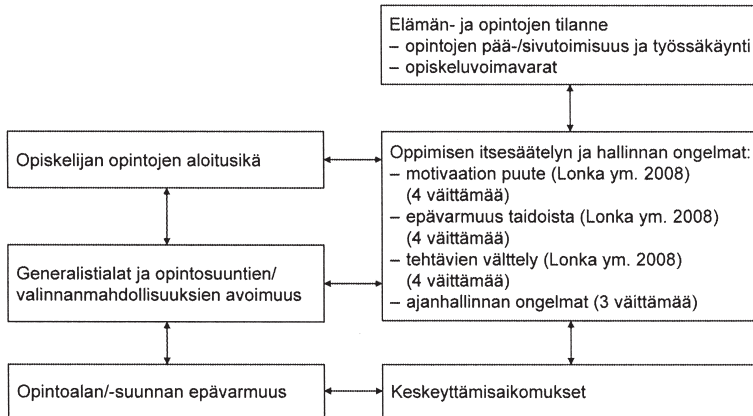 Elämän- ja opintojen tilanne
– opintojen pää-/sivutoimisuus ja työssäkäynti
– opiskeluvoimavarat
Opiskelijan opintojen aloitusikä
Oppimisen itsesäätelyn ja hallinnan ongelmat:
– motivaation puute (Lonka ym. 2008)
(4 väittämää)
– epävarmuus taidoista (Lonka ym. 2008)
(4 väittämää)
– tehtävien välttely (Lonka ym. 2008)
(4 väittämää)
– ajanhallinnan ongelmat (3 väittämää)
Generalistialat ja opintosuuntien/
valinnanmahdollisuuksien avoimuus
Opintoalan/-suunnan epävarmuus
Keskeyttämisaikomukset